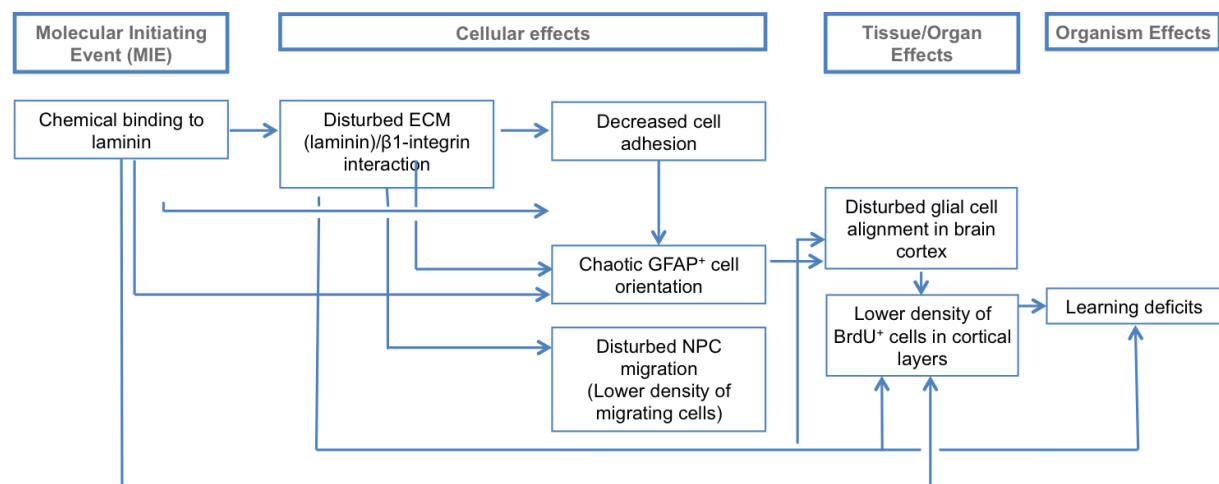 Molecular Initiating
Event (MIE)
Cellular effects
Tissue/Organ
Effects
Organism Effects
Chemical binding to
laminin
Disturbed ECM
(laminin)/β1-integrin
interaction
Decreased cell
adhesion
Disturbed glial cell
alignment in brain
cortex
Chaotic GFAP⁺ cell
orientation
Lower density of
BrdU⁺ cells in cortical
layers
Learning deficits
Disturbed NPC
migration
(Lower density of
migrating cells)